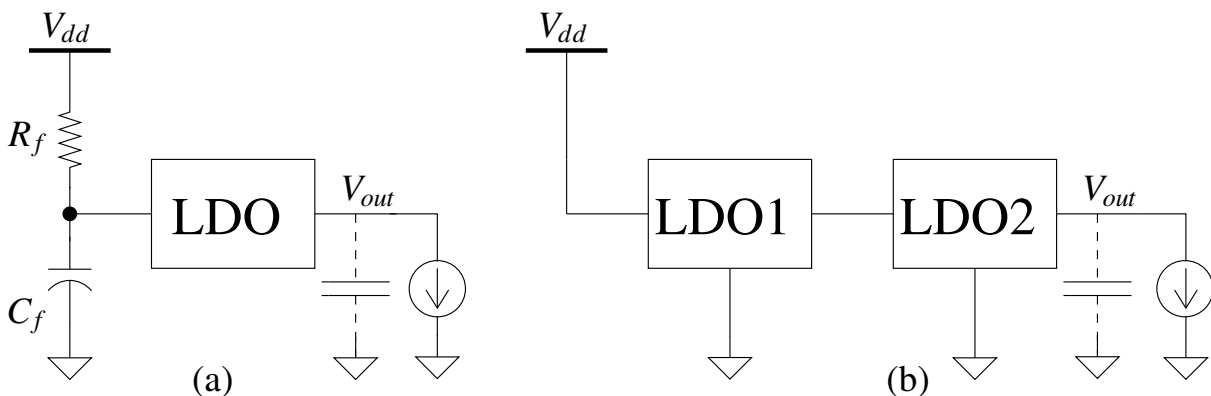 V_dd V_dd
R_f
LDO V_out LDO1 LDO2 V_out
C_f
(a) (b)